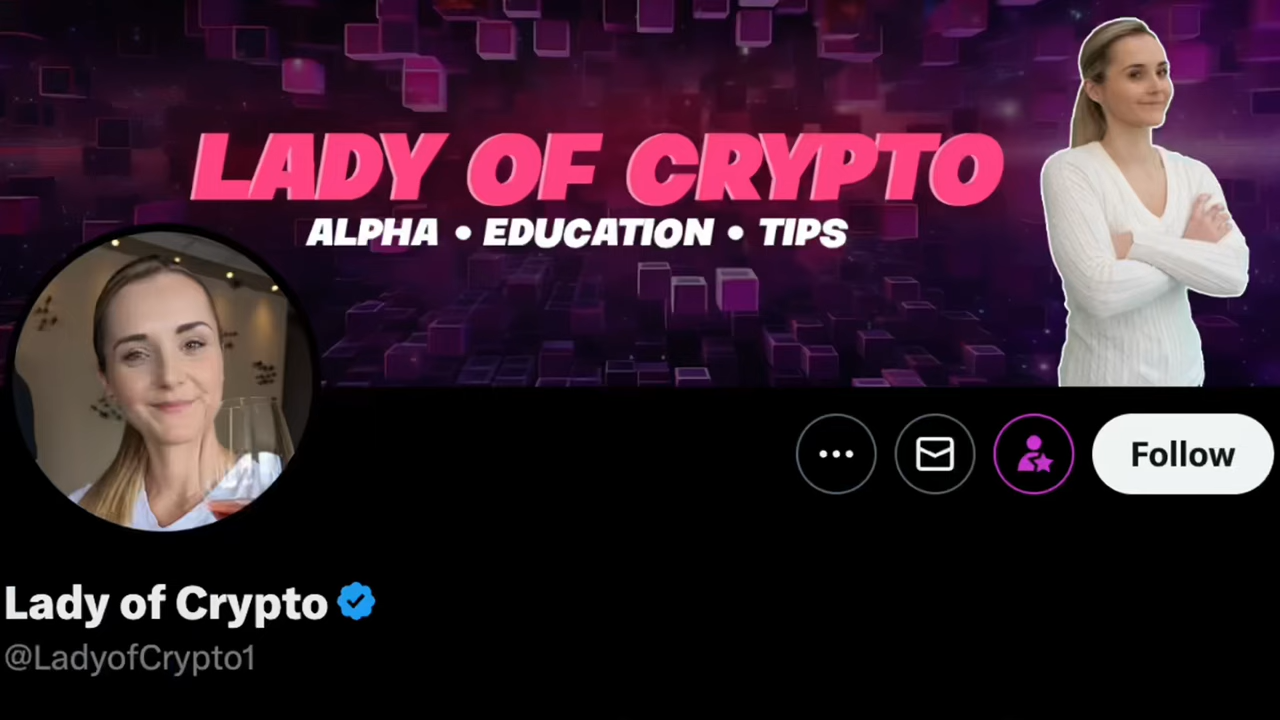 LADY OF CRYPTO
ALPHA • EDUCATION • TIPS
Follow
Lady of Crypto
@LadyofCrypto1